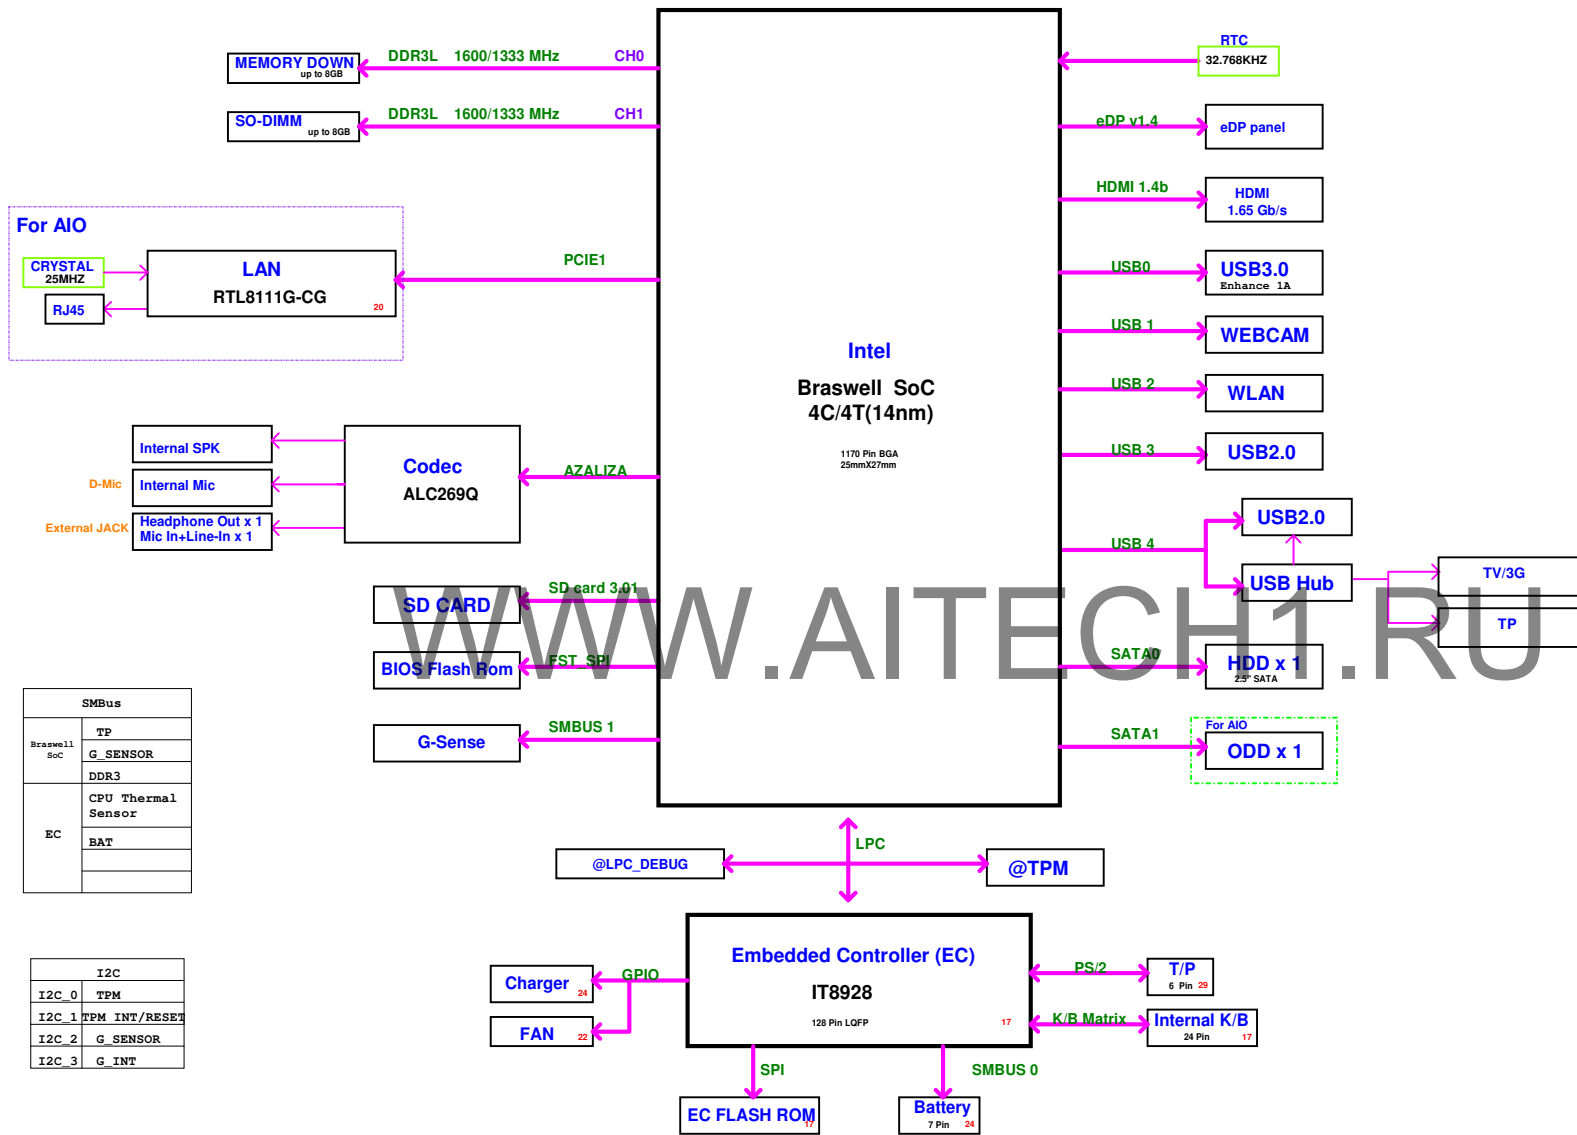 MEMORY DOWN
up to 8GB
DDR3L 1600/1333 MHz CH0
SO-DIMM
up to 8GB
DDR3L 1600/1333 MHz CH1
For AIO
CRYSTAL
25MHZ
RJ45
LAN
RTL8111G-CG
20
PCIE1
Internal SPK
D-Mic
Internal Mic
External JACK
Headphone Out x 1
Mic In+Line-In x 1
Codec
ALC269Q
AZALIZA
SD CARD
SD card 3.01
BIOS Flash Rom
FST_SPI
G-Sense
SMBUS 1
Intel
Braswell SoC
4C/4T(14nm)
1170 Pin BGA
25mmX27mm
RTC
32.768KHZ
eDP v1.4
eDP panel
HDMI 1.4b
HDMI
1.65 Gb/s
USB0
USB3.0
Enhance 1A
USB 1
WEBCAM
USB 2
WLAN
USB 3
USB2.0
USB 4
USB2.0
USB Hub
TV/3G
TP
SATA0
HDD x 1
2.5" SATA
SATA1
For AIO
ODD x 1
WWW.AITECH1.RU
SMBus
Braswell
SoC
TP
G_SENSOR
DDR3
EC
CPU Thermal
Sensor
BAT
LPC
@LPC_DEBUG
@TPM
I2C
I2C_0 TPM
I2C_1 TPM INT/RESET
I2C_2 G_SENSOR
I2C_3 G_INT
Embedded Controller (EC)
IT8928
128 Pin LQFP
17
GPIO
Charger
24
FAN
22
PS/2
T/P
6 Pin 29
K/B Matrix
Internal K/B
24 Pin 17
SPI
EC FLASH ROM
17
SMBUS 0
Battery
7 Pin 24